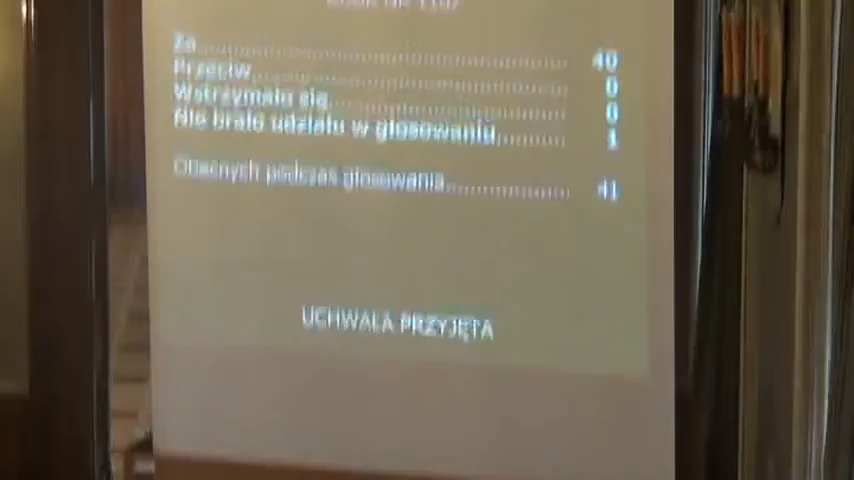 Za 40
Przeciw 0
Wstrzymało się 0
Nie brało udziału w głosowaniu 1
Obecnych podczas głosowania 41
UCHWAŁA PRZYJĘTA